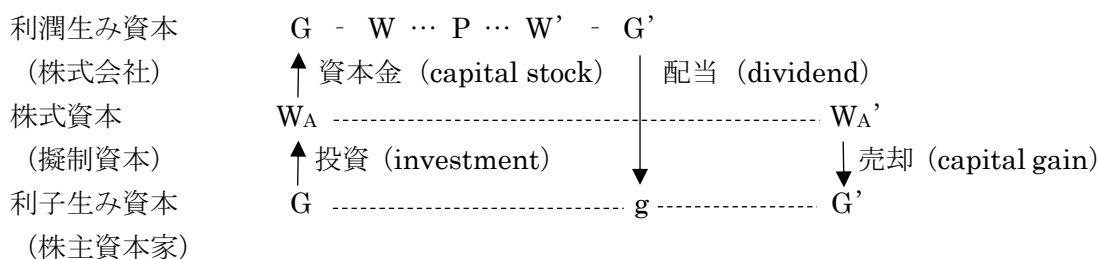 利潤生み資本 G - W … P … W’ - G’
(株式会社) 資本金 (capital stock) 配当 (dividend)
株式資本 WA WA’
(擬制資本) 投資 (investment) 売却 (capital gain)
利子生み資本 G g G’
(株主資本家)